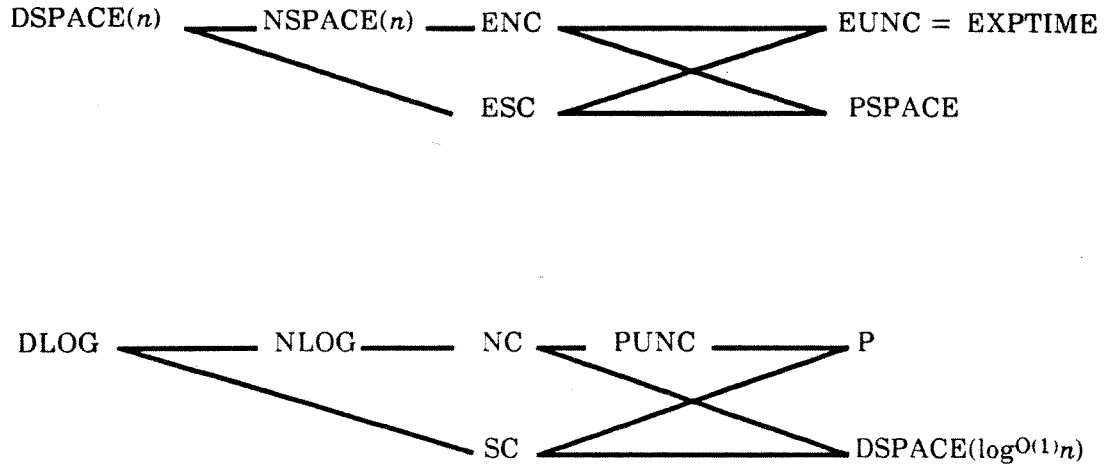 DSPACE(n) NSPACE(n) ENC EUNC = EXPTIME
ESC PSPACE
DLOG NLOG NC PUNC P
SC DSPACE(log^O(1) n)